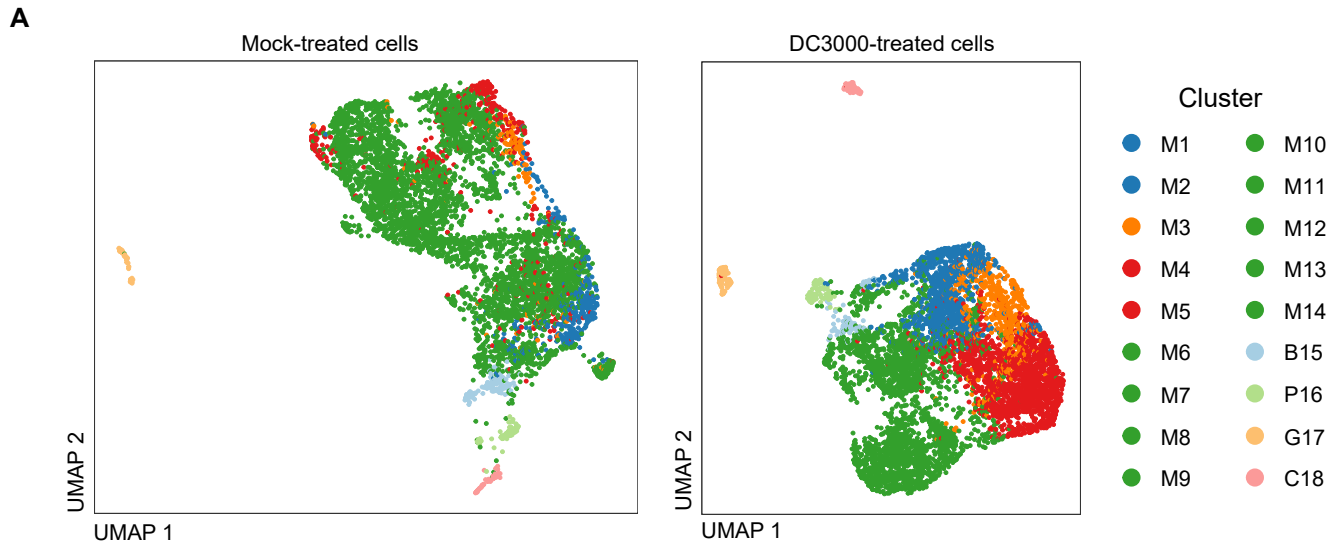 A
Mock-treated cells
DC3000-treated cells
Cluster
M1 M10
M2 M11
M3 M12
M4 M13
M5 M14
M6 B15
M7 P16
M8 G17
M9 C18
UMAP 2
UMAP 1
UMAP 2
UMAP 1